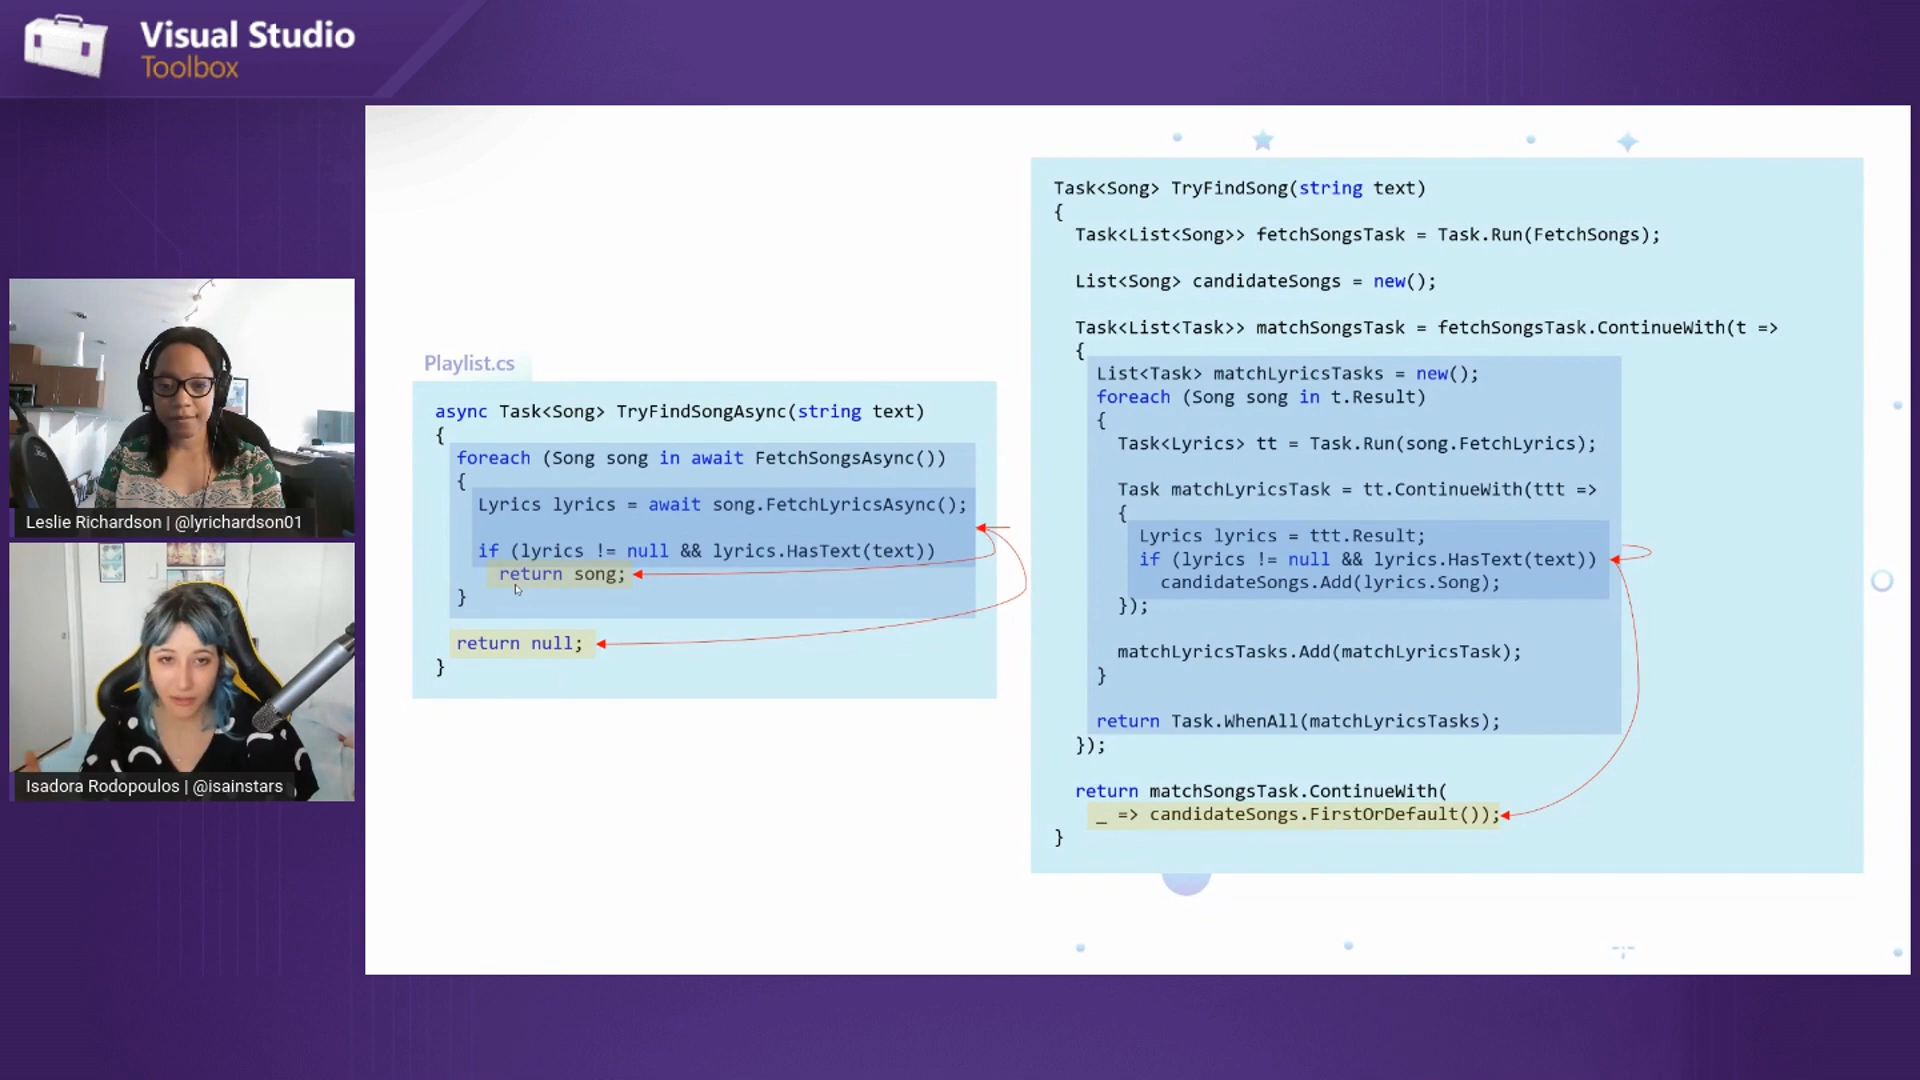 Visual Studio
Toolbox
Leslie Richardson | @lyrichardson01
Isadora Rodopoulos | @isainstars
Playlist.cs
async Task<Song> TryFindSongAsync(string text)
{
foreach (Song song in await FetchSongsAsync())
{
Lyrics lyrics = await song.FetchLyricsAsync();
if (lyrics != null && lyrics.HasText(text))
return song;
}
return null;
}
Task<Song> TryFindSong(string text)
{
Task<List<Song>> fetchSongsTask = Task.Run(FetchSongs);
List<Song> candidateSongs = new();
Task<List<Task>> matchSongsTask = fetchSongsTask.ContinueWith(t =>
{
List<Task> matchLyricsTasks = new();
foreach (Song song in t.Result)
{
Task<Lyrics> tt = Task.Run(song.FetchLyrics);
Task matchLyricsTask = tt.ContinueWith(ttt =>
{
Lyrics lyrics = ttt.Result;
if (lyrics != null && lyrics.HasText(text))
candidateSongs.Add(lyrics.Song);
});
matchLyricsTasks.Add(matchLyricsTask);
}
return Task.WhenAll(matchLyricsTasks);
});
return matchSongsTask.ContinueWith(
_ => candidateSongs.FirstOrDefault());
}